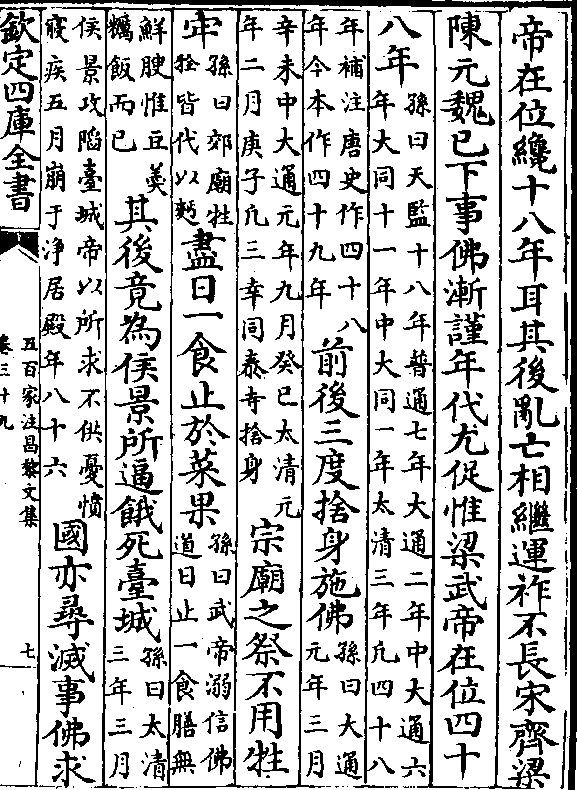 帝在位纔十八年耳其後亂亡相繼運祚不長宋齊梁
陳元魏已下事佛漸謹年代尤促惟梁武帝在位四十
八年
孫曰天監十八年普通七年大通二年中大通六
年大同十一年中大同一年太清三年凡四十八
年補注唐史作四十八
年今本作四十九年
前後三度捨身施佛
孫曰大通
元年三月
辛未中大通元年九月癸巳太清元
年二月庚子凡三幸同泰寺捨身
宗廟之祭不用牲
牢
孫曰郊廟牲
牷皆代以麪
盡日一食止於菜果
孫曰武帝溺信佛
道日止一食膳無
鮮腴惟豆羮
糲飯而已
其後竟為侯景所逼餓死臺城
孫曰太清
三年三月
侯景攻陷臺城帝以所求不供憂憤
寢疾五月崩于淨居殿年八十六
國亦尋滅事佛求
欽定四庫全書
五百家注昌黎文集
卷三十九
七